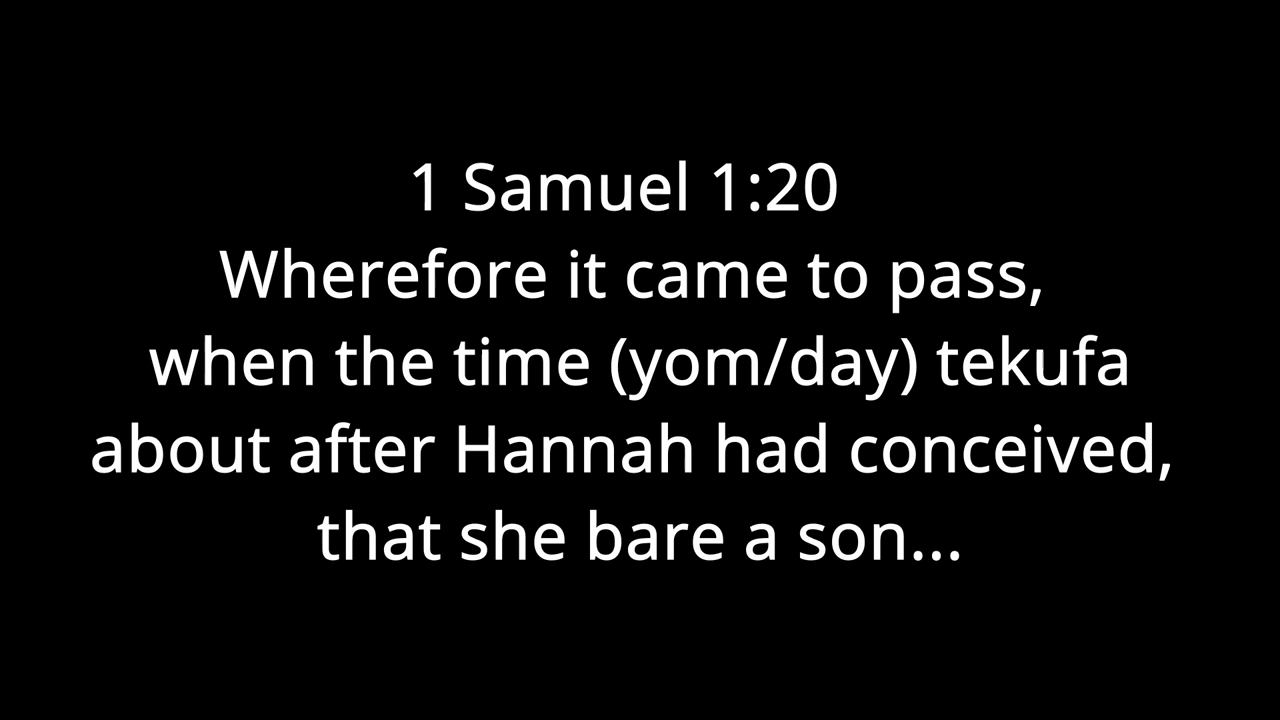 1 Samuel 1:20
Wherefore it came to pass,
when the time (yom/day) tekufa
about after Hannah had conceived,
that she bare a son...